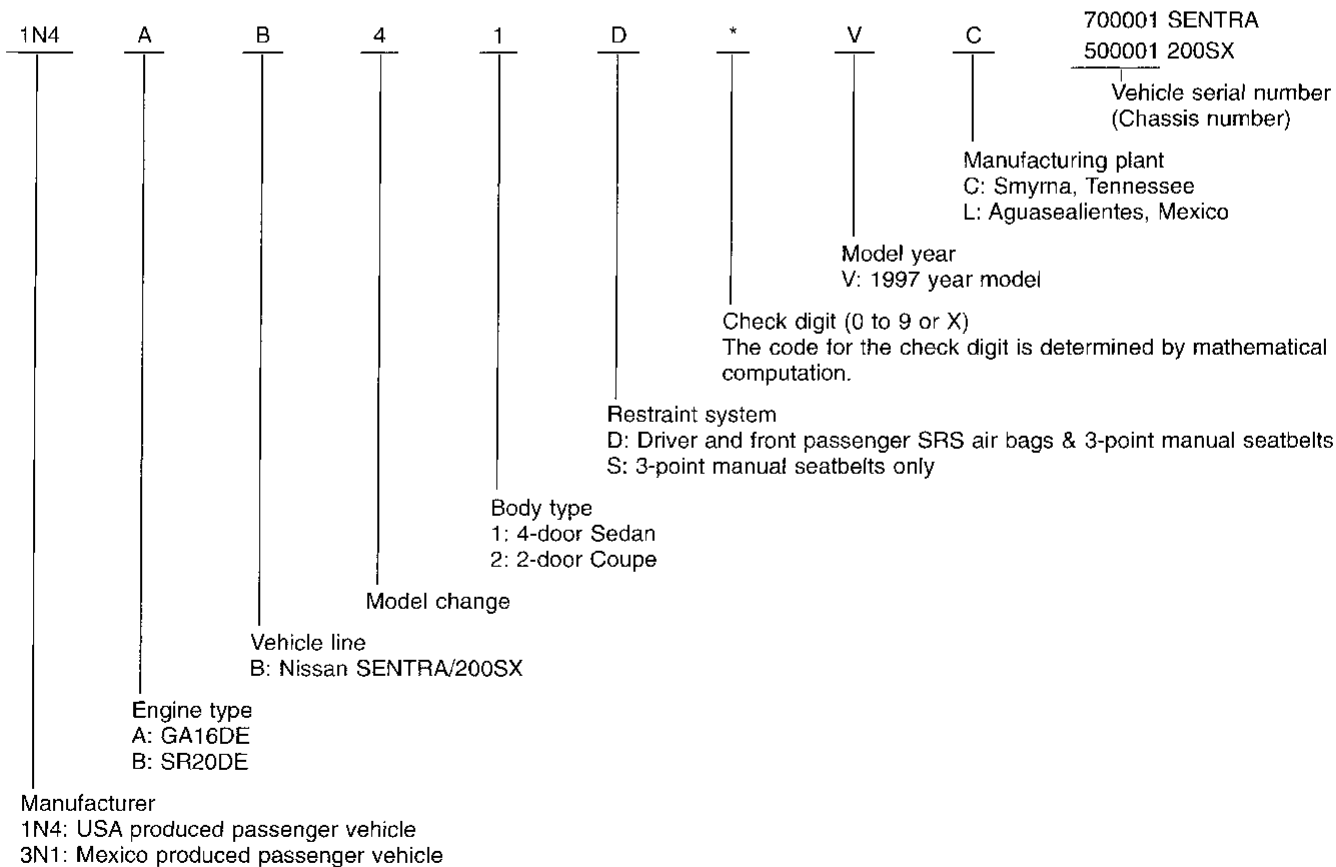 700001 SENTRA
1N4 A B 4 1 D * V C
500001 200SX
Vehicle serial number
(Chassis number)
Manufacturing plant
C: Smyrna, Tennessee
L: Aguasealientes, Mexico
Model year
V: 1997 year model
Check digit (0 to 9 or X)
The code for the check digit is determined by mathematical
computation.
Restraint system
D: Driver and front passenger SRS air bags & 3-point manual seatbelts
S: 3-point manual seatbelts only
Body type
1: 4-door Sedan
2: 2-door Coupe
Model change
Vehicle line
B: Nissan SENTRA/200SX
Engine type
A: GA16DE
B: SR20DE
Manufacturer
1N4: USA produced passenger vehicle
3N1: Mexico produced passenger vehicle